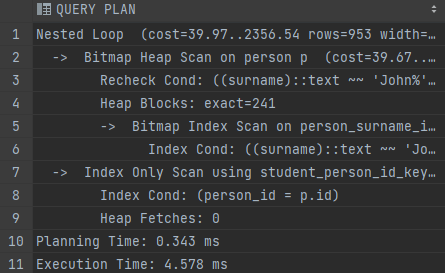 QUERY PLAN
1 Nested Loop (cost=39.97..2356.54 rows=953 width=…
2 -> Bitmap Heap Scan on person p (cost=39.67..…
3 Recheck Cond: ((surname)::text ~~ 'John%'…
4 Heap Blocks: exact=241
5 -> Bitmap Index Scan on person_surname_i…
6 Index Cond: ((surname)::text ~~ 'Jo…
7 -> Index Only Scan using student_person_id_key…
8 Index Cond: (person_id = p.id)
9 Heap Fetches: 0
10 Planning Time: 0.343 ms
11 Execution Time: 4.578 ms